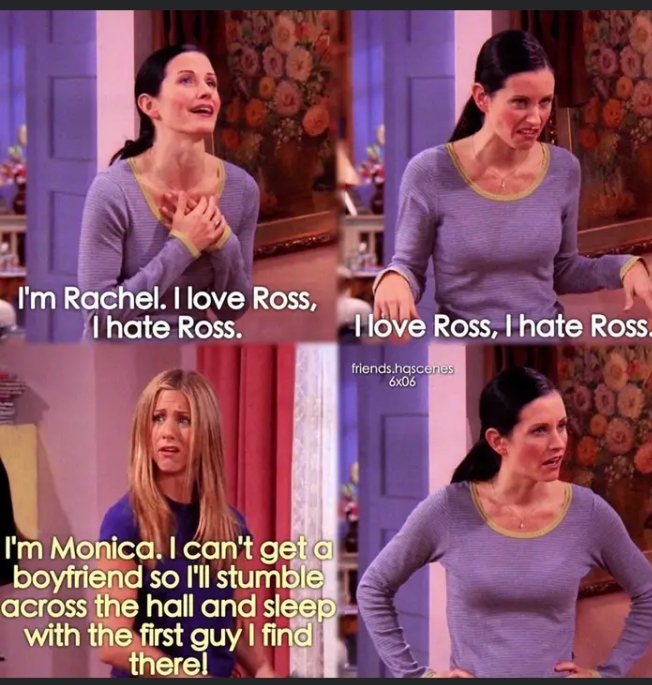 I'm Rachel. I love Ross,
I hate Ross.
I love Ross, I hate Ross.
friends.hqscenes
6x06
I'm Monica. I can't get a
boyfriend so I'll stumble
across the hall and sleep
with the first guy I find
there!